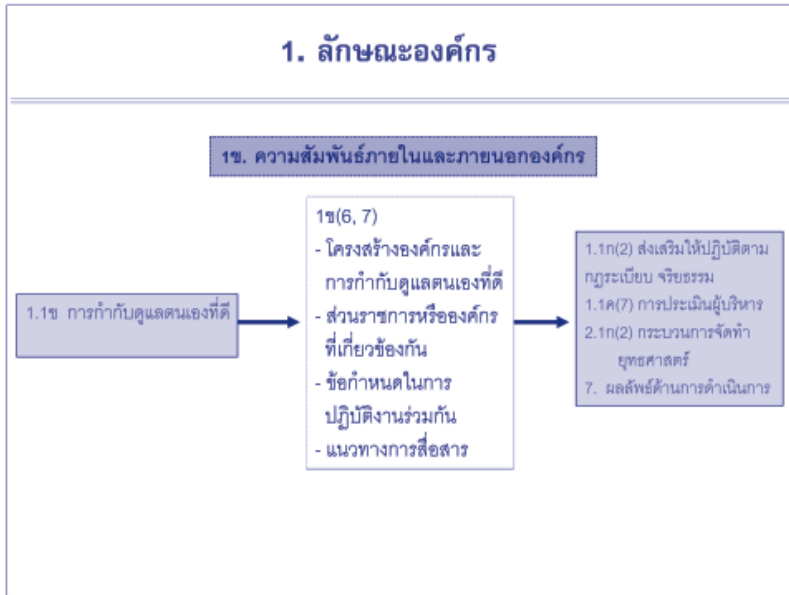 1. ลักษณะองค์กร
1ข. ความสัมพันธ์ภายในและภายนอกองค์กร
1.1ข การกำกับดูแลตนเองที่ดี
1ข(6, 7)
- โครงสร้างองค์กรและ
การกำกับดูแลตนเองที่ดี
- ส่วนราชการหรือองค์กร
ที่เกี่ยวข้องกัน
- ข้อกำหนดในการ
ปฏิบัติงานร่วมกัน
- แนวทางการสื่อสาร
1.1ก(2) ส่งเสริมให้ปฏิบัติตาม
กฎระเบียบ จริยธรรม
1.1ค(7) การประเมินผู้บริหาร
2.1ก(2) กระบวนการจัดทำ
ยุทธศาสตร์
7. ผลลัพธ์ด้านการดำเนินการ